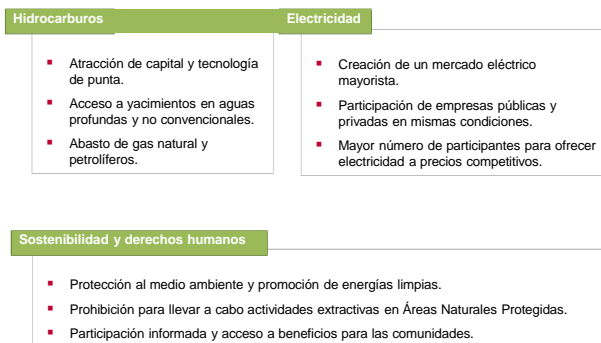 Hidrocarburos
Atracción de capital y tecnología
de punta.
Acceso a yacimientos en aguas
profundas y no convencionales.
Abasto de gas natural y
petrolíferos.
Electricidad
Creación de un mercado eléctrico
mayorista.
Participación de empresas públicas y
privadas en mismas condiciones.
Mayor número de participantes para ofrecer
electricidad a precios competitivos.
Sostenibilidad y derechos humanos
Protección al medio ambiente y promoción de energías limpias.
Prohibición para llevar a cabo actividades extractivas en Áreas Naturales Protegidas.
Participación informada y acceso a beneficios para las comunidades.